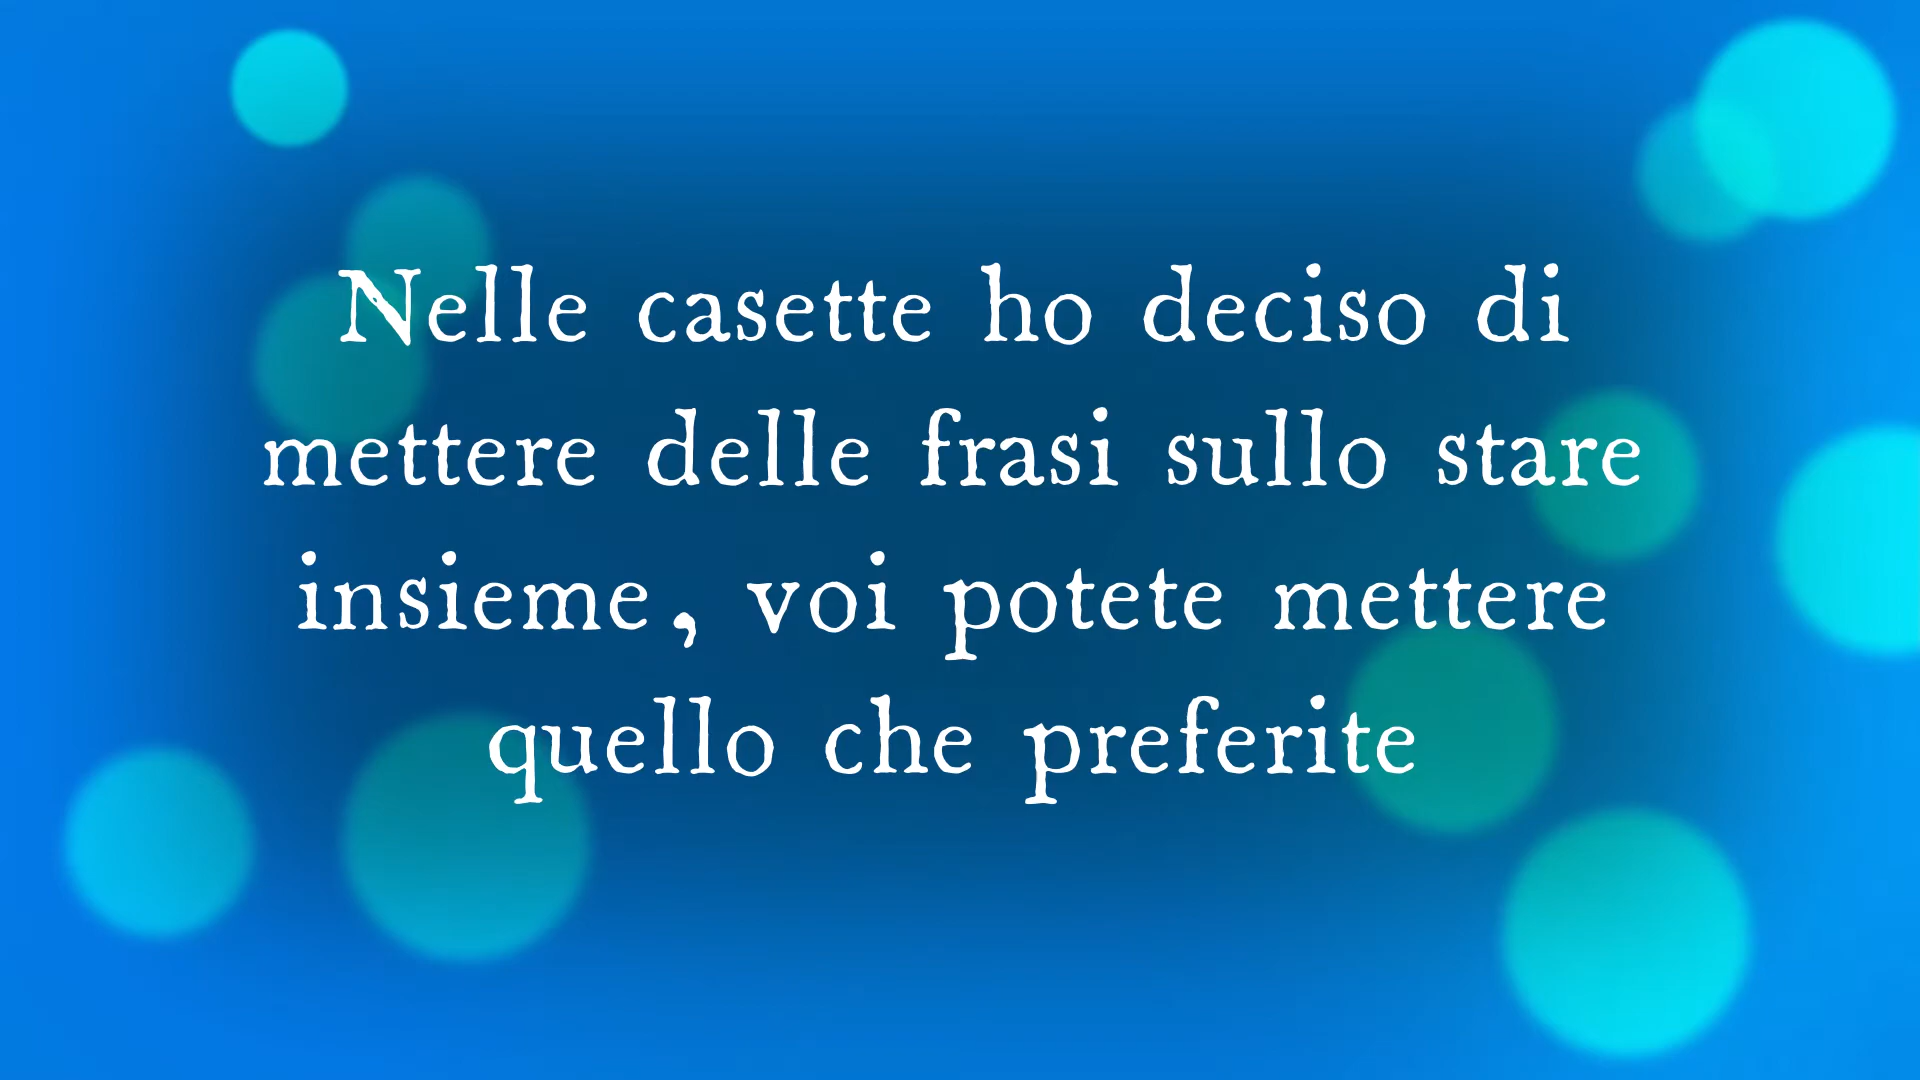 Nelle casette ho deciso di
mettere delle frasi sullo stare
insieme, voi potete mettere
quello che preferite